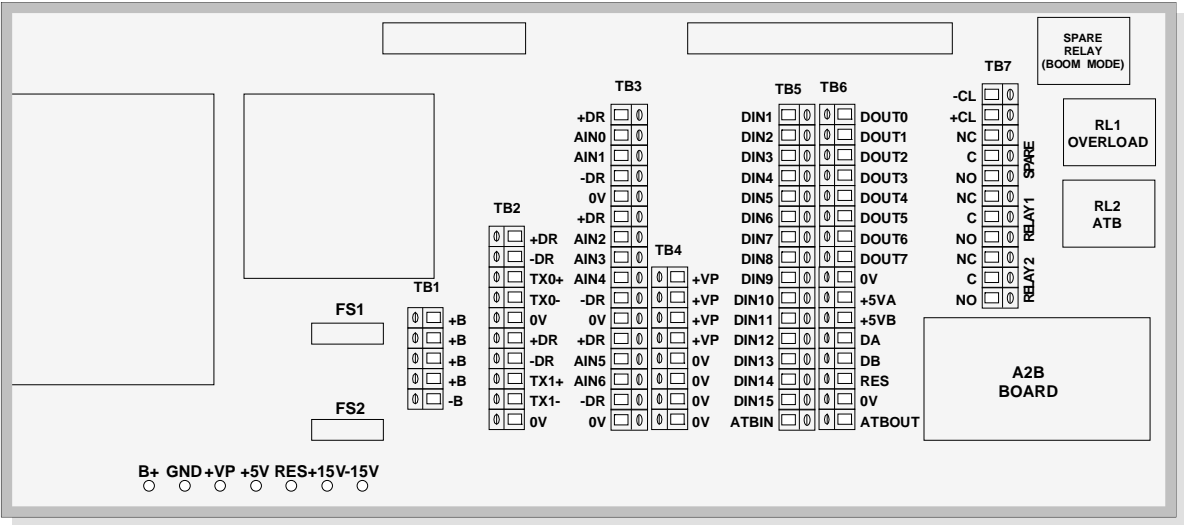 SPARE
RELAY
(BOOM MODE)
TB7
-CL
+CL
NC
C
NO
NC
C
NO
NC
C
NO
SPARE
RELAY1
RELAY2
RL1
OVERLOAD
RL2
ATB
A2B
BOARD
TB5
DIN1
DIN2
DIN3
DIN4
DIN5
DIN6
DIN7
DIN8
DIN9
DIN10
DIN11
DIN12
DIN13
DIN14
DIN15
ATBIN
TB6
DOUT0
DOUT1
DOUT2
DOUT3
DOUT4
DOUT5
DOUT6
DOUT7
0V
+5VA
+5VB
DA
DB
RES
0V
ATBOUT
TB3
+DR
AIN0
AIN1
-DR
0V
+DR
AIN2
AIN3
AIN4
-DR
0V
+DR
AIN5
AIN6
-DR
0V
TB4
+VP
+VP
+VP
+VP
0V
0V
0V
0V
TB2
+DR
-DR
TX0+
TX0-
0V
+DR
-DR
TX1+
TX1-
0V
TB1
+B
+B
+B
+B
-B
FS1
FS2
B+ GND +VP +5V RES +15V -15V